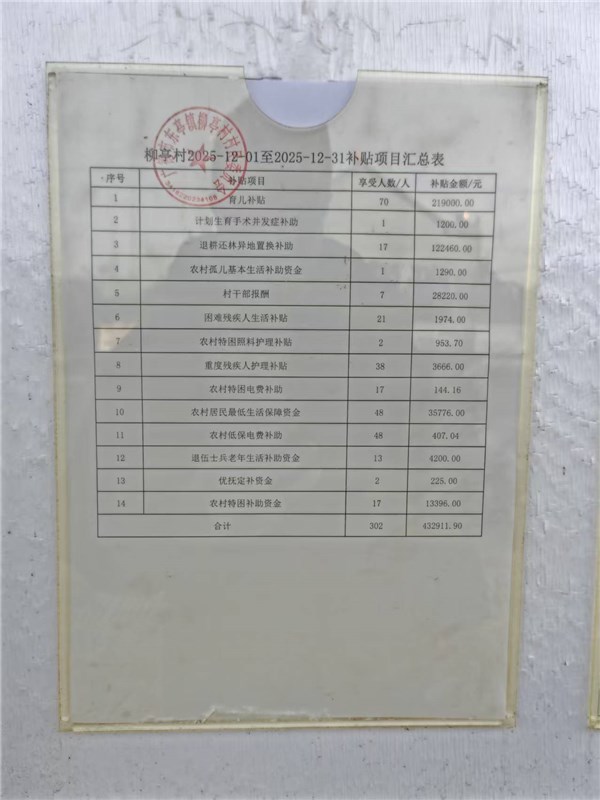 柳亭村2025-12-01至2025-12-31补贴项目汇总表
序号 补贴项目 享受人数/人 补贴金额/元
1 育儿补贴 70 219000.00
2 计划生育手术并发症补助 1 1200.00
3 退耕还林异地置换补助 17 122460.00
4 农村孤儿基本生活补助资金 1 1290.00
5 村干部报酬 7 28220.00
6 困难残疾人生活补贴 21 1974.00
7 农村特困照料护理补贴 2 953.70
8 重度残疾人护理补贴 38 3666.00
9 农村特困电费补助 17 144.16
10 农村居民最低生活保障资金 48 35776.00
11 农村低保电费补助 48 407.04
12 退伍士兵老年生活补助资金 13 4200.00
13 优抚定补资金 2 225.00
14 农村特困补助资金 17 13396.00
合计 302 432911.90